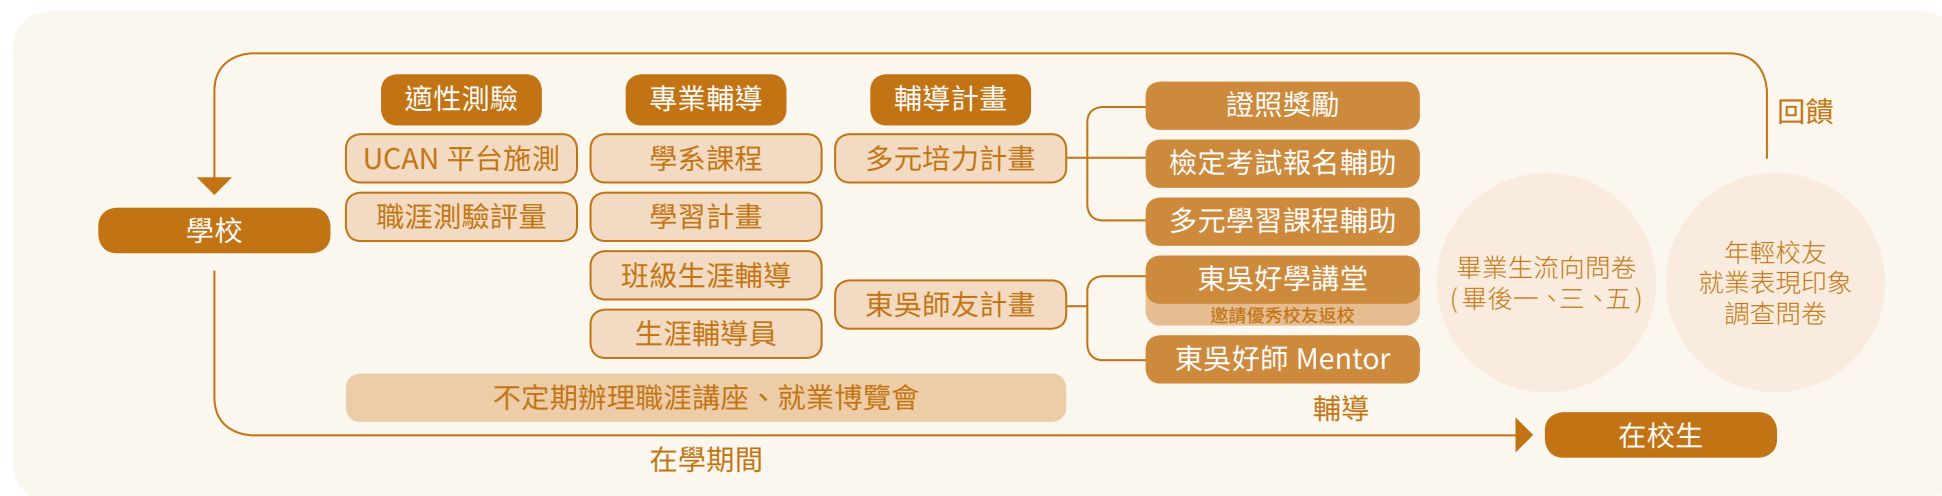 適性測驗
UCAN 平台施測
職涯測驗評量
專業輔導
學系課程
學習計畫
班級生涯輔導
生涯輔導員
輔導計畫
多元培力計畫
東吳師友計畫
證照獎勵
檢定考試報名輔助
多元學習課程輔助
東吳好學講堂
邀請優秀校友返校
東吳好師 Mentor
回饋
學校
畢業生流向問卷
(畢後一、三、五)
年輕校友
就業表現印象
調查問卷
不定期辦理職涯講座、就業博覽會
輔導
在校生
在學期間